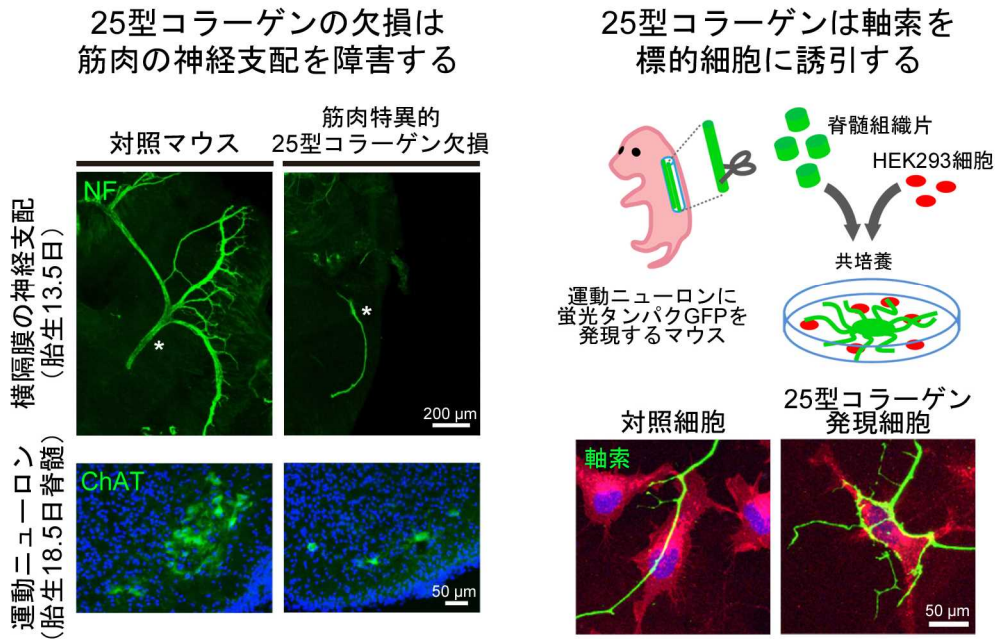 25型コラーゲンの欠損は
筋肉の神経支配を障害する
対照マウス
筋肉特異的
25型コラーゲン欠損
横隔膜の神経支配
（胎生13.5日）
NF
*
*
200 μm
運動ニューロン
（胎生18.5日脊髄）
ChAT
50 μm
25型コラーゲンは軸索を
標的細胞に誘引する
脊髄組織片
HEK293細胞
共培養
運動ニューロンに
蛍光タンパクGFPを
発現するマウス
対照細胞
25型コラーゲン
発現細胞
軸索
50 μm